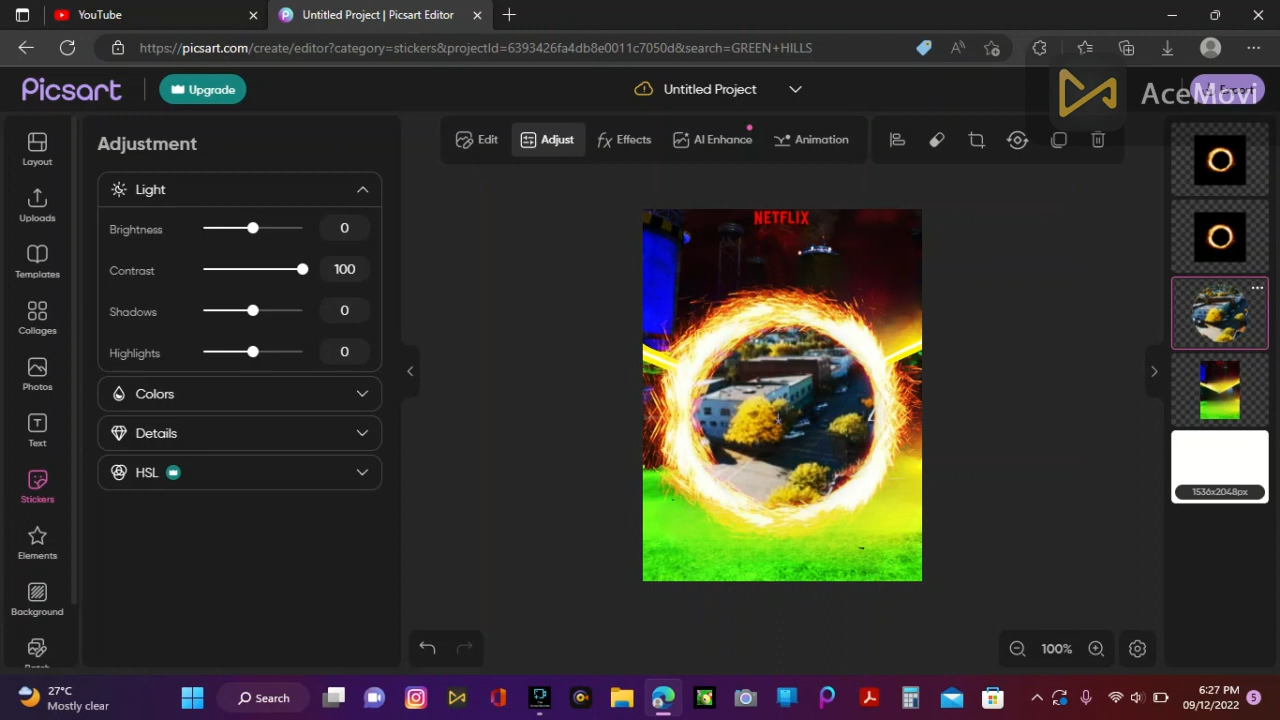 YouTube
Untitled Project | Picsart Editor
https://picsart.com/create/editor?category=stickers&projectId=6393426fa4db8e0011c7050d&search=GREEN+HILLS
Picsart
Upgrade
Untitled Project
AceMovi
Layout
Uploads
Templates
Collages
Photos
Text
Stickers
Elements
Background
Batch
Adjustment
Light
Brightness 0
Contrast 100
Shadows 0
Highlights 0
Colors
Details
HSL
Edit
Adjust
fx Effects
AI Enhance
Animation
NETFLIX
1536x2048px
100%
27°C
Mostly clear
Search
6:27 PM
09/12/2022
5